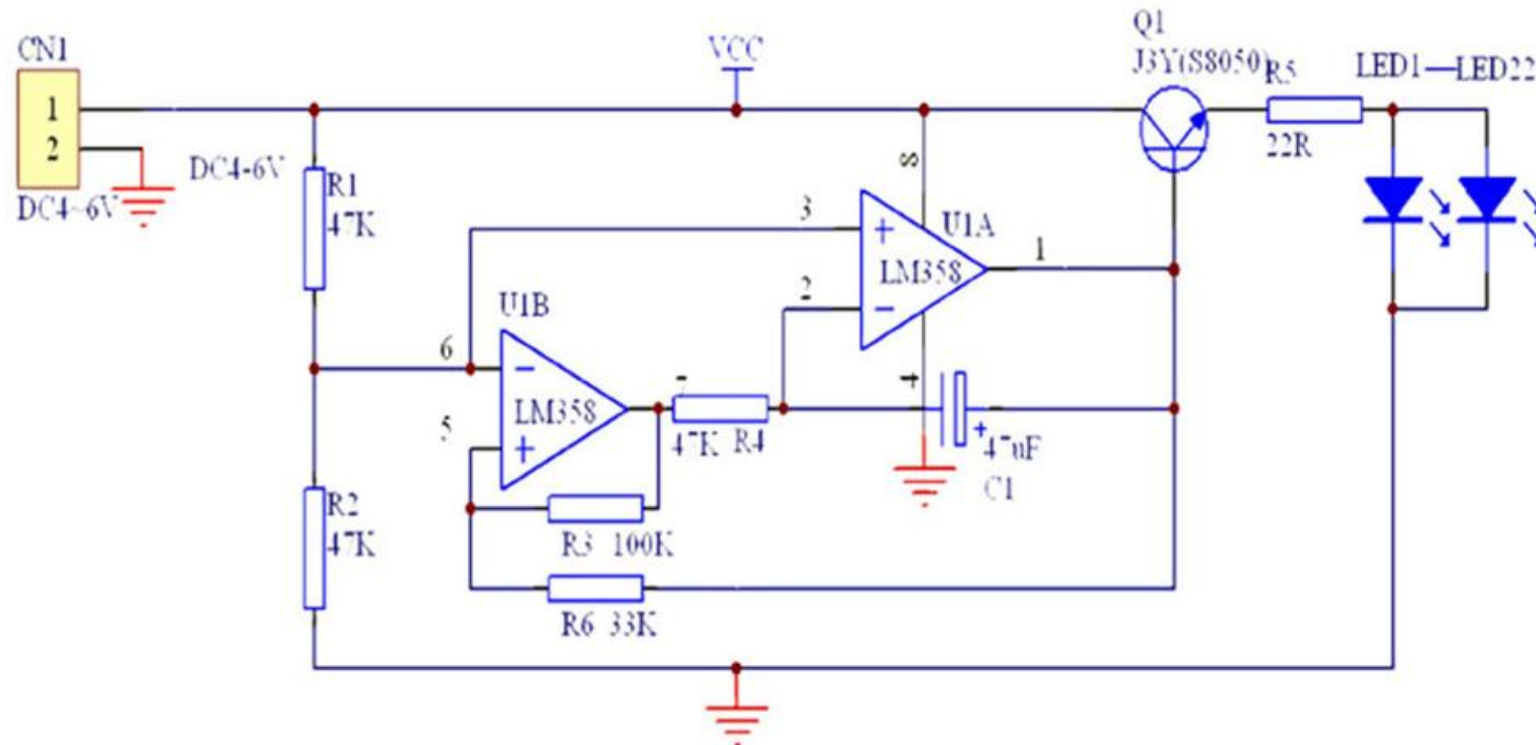 CN1
1
2
DC4~6V
DC4-6V
R1
47K
R2
47K
VCC
Q1
J3Y(S8050)
R5
22R
LED1—LED22
8
3
+
U1A
LM358
1
2
−
4
U1B
6
−
LM358
5
+
47K R4
+
47uF
C1
R3 100K
R6 33K